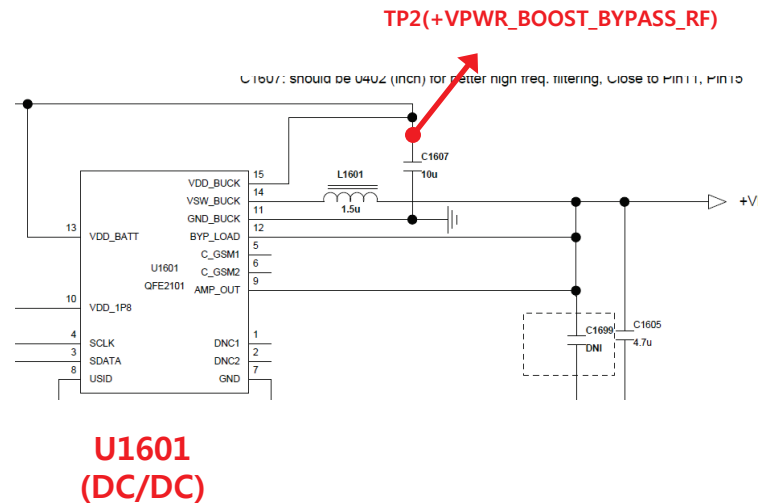 TP2(+VPWR_BOOST_BYPASS_RF)
C1607: should be 0402 (inch) for better high freq. filtering, Close to Pin11, Pin15
C1607
10u
15
VDD_BUCK
L1601
14
VSW_BUCK
1.5u
11
GND_BUCK
+V
13
VDD_BATT
12
BYP_LOAD
5
C_GSM1
U1601
6
C_GSM2
QFE2101
9
AMP_OUT
10
VDD_1P8
C1699
DNI
C1605
4.7u
4
SCLK
1
DNC1
3
SDATA
2
DNC2
8
USID
7
GND
U1601
(DC/DC)